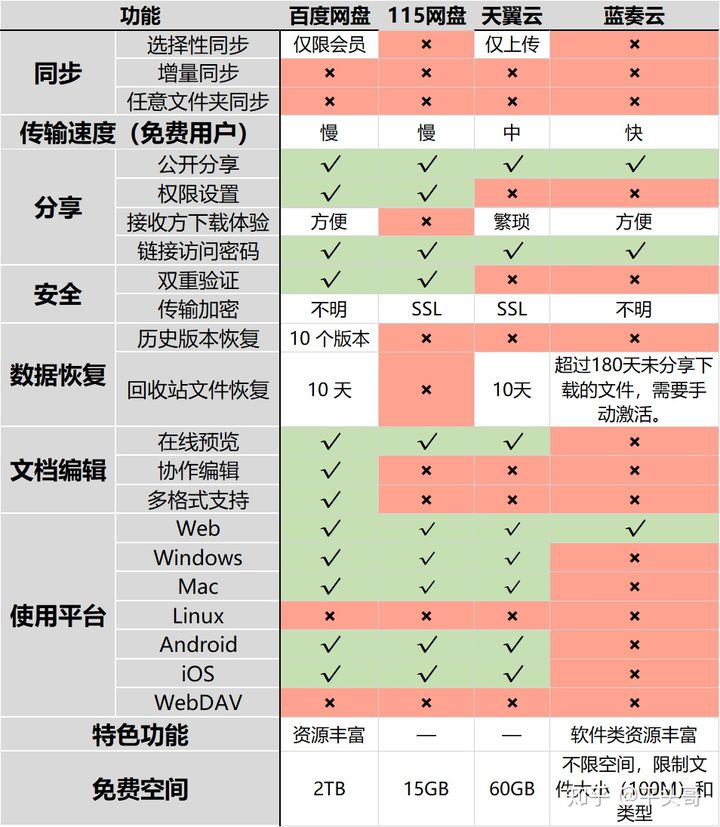 功能 百度网盘 115网盘 天翼云 蓝奏云
同步
选择性同步 仅限会员 × 仅上传 ×
增量同步 × × × ×
任意文件夹同步 × × × ×
传输速度（免费用户） 慢 慢 中 快
分享
公开分享 √ √ √ √
权限设置 √ √ × ×
接收方下载体验 方便 × 繁琐 方便
链接访问密码 √ √ √ √
安全
双重验证 √ √ × ×
传输加密 不明 SSL SSL 不明
数据恢复
历史版本恢复 10 个版本 × × ×
回收站文件恢复 10 天 × 10天 超过180天未分享下
载的文件，需要手
动激活。
文档编辑
在线预览 √ √ √ ×
协作编辑 √ × × ×
多格式支持 √ × × ×
使用平台
Web √ √ √ √
Windows √ √ √ ×
Mac √ √ √ ×
Linux × × × ×
Android √ √ √ ×
iOS √ √ √ ×
WebDAV × × × ×
特色功能 资源丰富 — — 软件类资源丰富
免费空间 2TB 15GB 60GB 不限空间，限制文
件大小（100M）和
类型
知乎